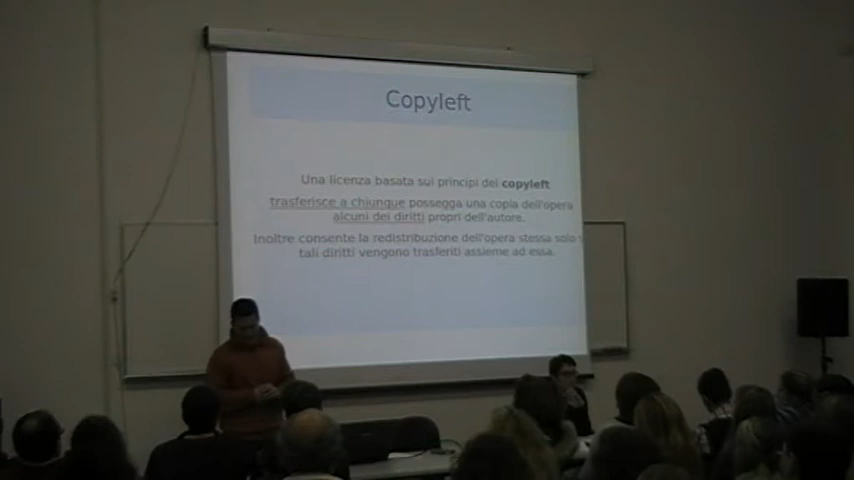 Copyleft
Una licenza basata sui principi del copyleft
trasferisce a chiunque possegga una copia dell'opera
alcuni dei diritti propri dell'autore.
Inoltre consente la redistribuzione dell'opera stessa solo
tali diritti vengono trasferiti assieme ad essa.